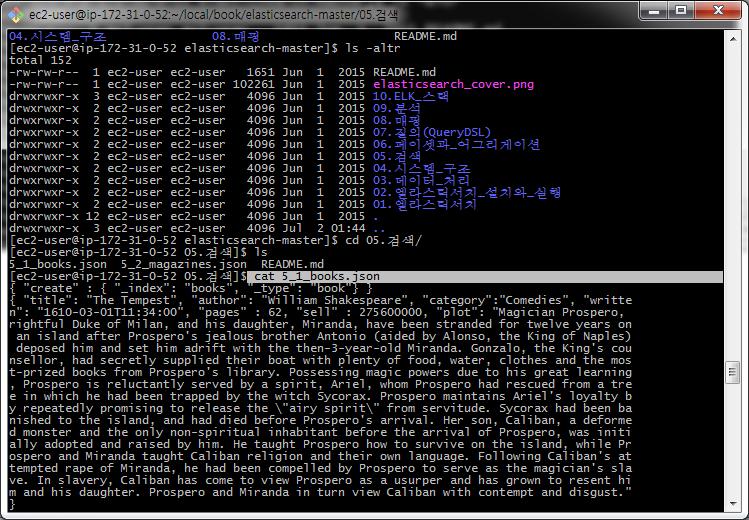 ec2-user@ip-172-31-0-52:~/local/book/elasticsearch-master/05.검색
04.시스템_구조 08.매핑 README.md
[ec2-user@ip-172-31-0-52 elasticsearch-master]$ ls -altr
total 152
-rw-rw-r-- 1 ec2-user ec2-user 1651 Jun 1 2015 README.md
-rw-rw-r-- 1 ec2-user ec2-user 102261 Jun 1 2015 elasticsearch_cover.png
drwxrwxr-x 3 ec2-user ec2-user 4096 Jun 1 2015 10.ELK_스택
drwxrwxr-x 2 ec2-user ec2-user 4096 Jun 1 2015 09.분석
drwxrwxr-x 2 ec2-user ec2-user 4096 Jun 1 2015 08.매핑
drwxrwxr-x 2 ec2-user ec2-user 4096 Jun 1 2015 07.질의(QueryDSL)
drwxrwxr-x 2 ec2-user ec2-user 4096 Jun 1 2015 06.페이셋과_어그리게이션
drwxrwxr-x 2 ec2-user ec2-user 4096 Jun 1 2015 05.검색
drwxrwxr-x 2 ec2-user ec2-user 4096 Jun 1 2015 04.시스템_구조
drwxrwxr-x 2 ec2-user ec2-user 4096 Jun 1 2015 03.데이터_처리
drwxrwxr-x 2 ec2-user ec2-user 4096 Jun 1 2015 02.엘라스틱서치_설치와_실행
drwxrwxr-x 2 ec2-user ec2-user 4096 Jun 1 2015 01.엘라스틱서치
drwxrwxr-x 12 ec2-user ec2-user 4096 Jun 1 2015 .
drwxrwxr-x 3 ec2-user ec2-user 4096 Jul 2 01:44 ..
[ec2-user@ip-172-31-0-52 elasticsearch-master]$ cd 05.검색/
[ec2-user@ip-172-31-0-52 05.검색]$ ls
5_1_books.json 5_2_magazines.json README.md
[ec2-user@ip-172-31-0-52 05.검색]$ cat 5_1_books.json
{ "create" : { "_index": "books", "_type": "book"} }
{ "title": "The Tempest", "author": "William Shakespeare", "category":"Comedies", "writte
n": "1610-03-01T11:34:00", "pages" : 62, "sell" : 275600000, "plot": "Magician Prospero,
rightful Duke of Milan, and his daughter, Miranda, have been stranded for twelve years on
an island after Prospero's jealous brother Antonio (aided by Alonso, the King of Naples)
deposed him and set him adrift with the then-3-year-old Miranda. Gonzalo, the King's cou
nsellor, had secretly supplied their boat with plenty of food, water, clothes and the mos
t-prized books from Prospero's library. Possessing magic powers due to his great learning
, Prospero is reluctantly served by a spirit, Ariel, whom Prospero had rescued from a tre
e in which he had been trapped by the witch Sycorax. Prospero maintains Ariel's loyalty b
y repeatedly promising to release the \"airy spirit\" from servitude. Sycorax had been ba
nished to the island, and had died before Prospero's arrival. Her son, Caliban, a deforme
d monster and the only non-spiritual inhabitant before the arrival of Prospero, was initi
ally adopted and raised by him. He taught Prospero how to survive on the island, while Pr
ospero and Miranda taught Caliban religion and their own language. Following Caliban's at
tempted rape of Miranda, he had been compelled by Prospero to serve as the magician's sla
ve. In slavery, Caliban has come to view Prospero as a usurper and has grown to resent hi
m and his daughter. Prospero and Miranda in turn view Caliban with contempt and disgust."
}